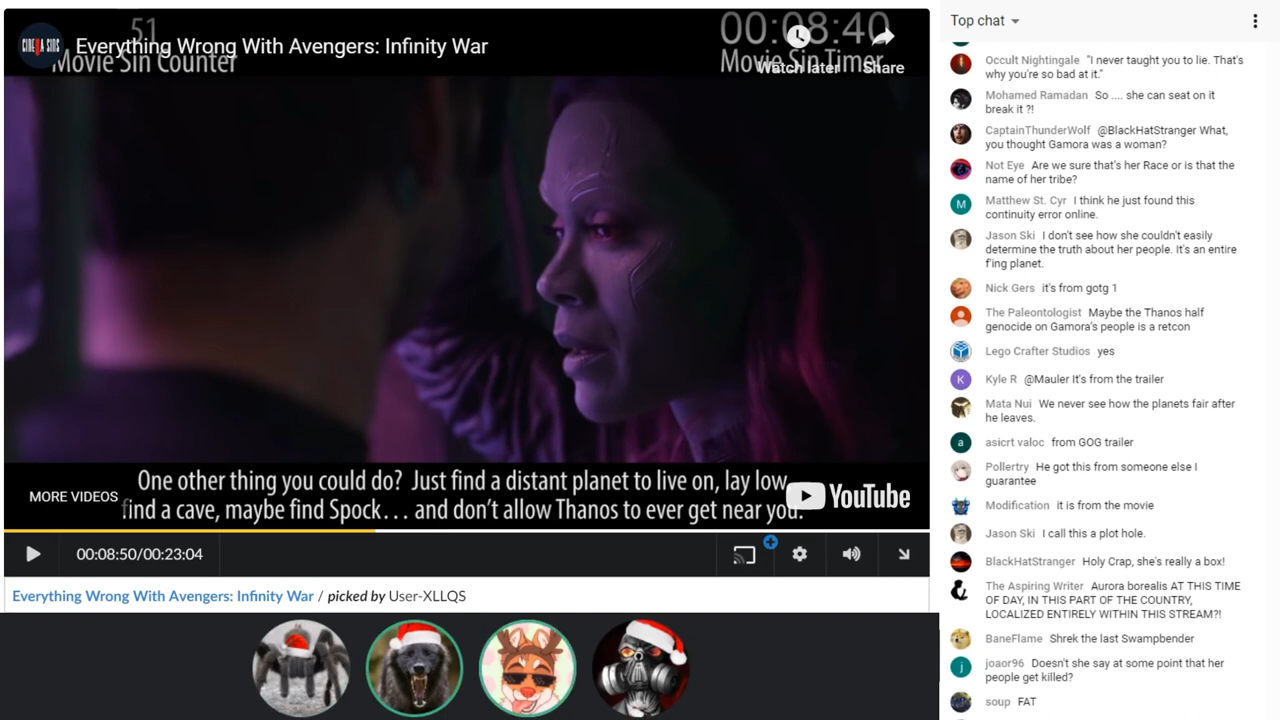 51
Movie Sin Counter
00:08:40
Movie Sin Timer
CINEMA SINS
Everything Wrong With Avengers: Infinity War
Watch later
Share
One other thing you could do? Just find a distant planet to live on, lay low,
find a cave, maybe find Spock... and don't allow Thanos to ever get near you.
MORE VIDEOS
YouTube
00:08:50/00:23:04
Everything Wrong With Avengers: Infinity War / picked by User-XLLQS
Top chat
Occult Nightingale "I never taught you to lie. That's
why you're so bad at it."
Mohamed Ramadan So .... she can seat on it
break it ?!
CaptainThunderWolf @BlackHatStranger What,
you thought Gamora was a woman?
Not Eye Are we sure that's her Race or is that the
name of her tribe?
M
Matthew St. Cyr I think he just found this
continuity error online.
Jason Ski I don't see how she couldn't easily
determine the truth about her people. It's an entire
f'ing planet.
Nick Gers it's from gotg 1
The Paleontologist Maybe the Thanos half
genocide on Gamora's people is a retcon
Lego Crafter Studios yes
K
Kyle R @Mauler It's from the trailer
Mata Nui We never see how the planets fair after
he leaves.
a
asicrt valoc from GOG trailer
Pollertry He got this from someone else I
guarantee
Modification it is from the movie
Jason Ski I call this a plot hole.
BlackHatStranger Holy Crap, she's really a box!
The Aspiring Writer Aurora borealis AT THIS TIME
OF DAY, IN THIS PART OF THE COUNTRY,
LOCALIZED ENTIRELY WITHIN THIS STREAM?!
BaneFlame Shrek the last Swampbender
j
joaor96 Doesn't she say at some point that her
people get killed?
soup FAT